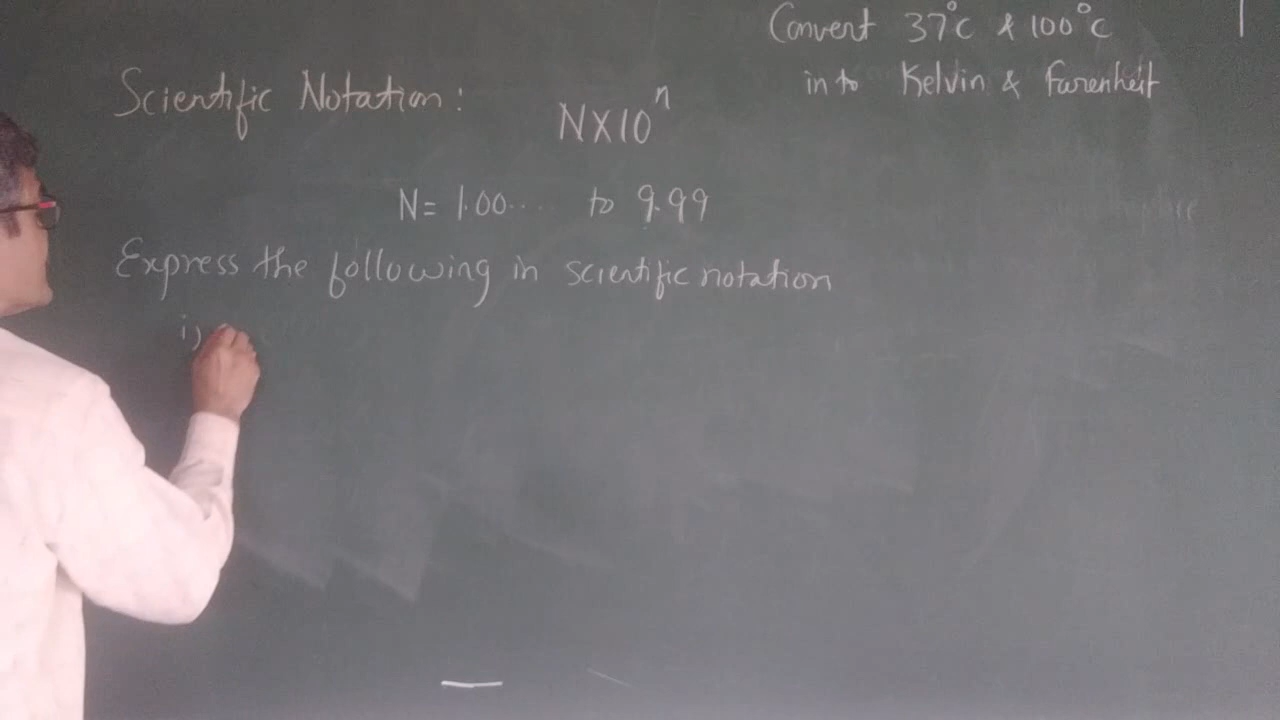 Convert 37°C & 100°C
in to Kelvin & Farenheit
Scientific Notation:
N×10ⁿ
N= 1.00.... to 9.99
Express the following in scientific notation
i)